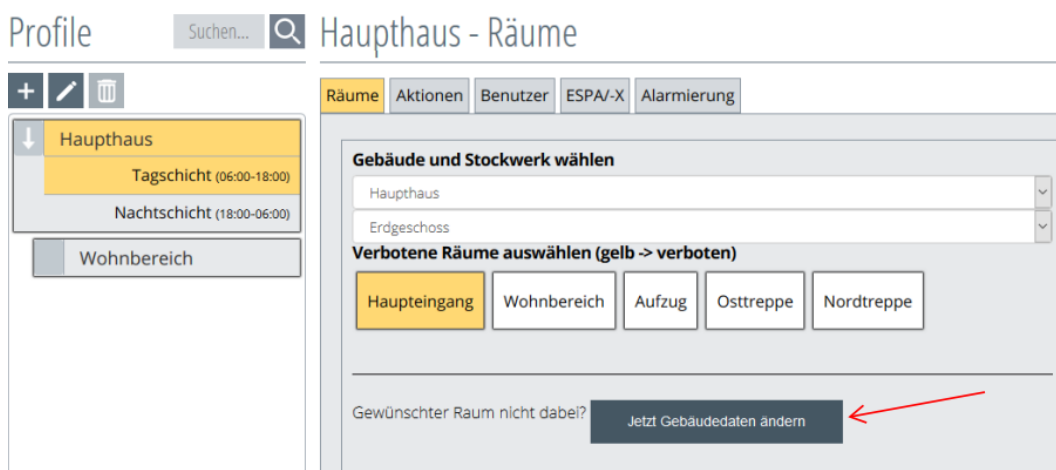 Profile
Suchen...
Haupthaus
Tagschicht (06:00-18:00)
Nachtschicht (18:00-06:00)
Wohnbereich
Haupthaus - Räume
Räume Aktionen Benutzer ESPA/-X Alarmierung
Gebäude und Stockwerk wählen
Haupthaus
Erdgeschoss
Verbotene Räume auswählen (gelb -> verboten)
Haupteingang Wohnbereich Aufzug Osttreppe Nordtreppe
Gewünschter Raum nicht dabei? Jetzt Gebäudedaten ändern